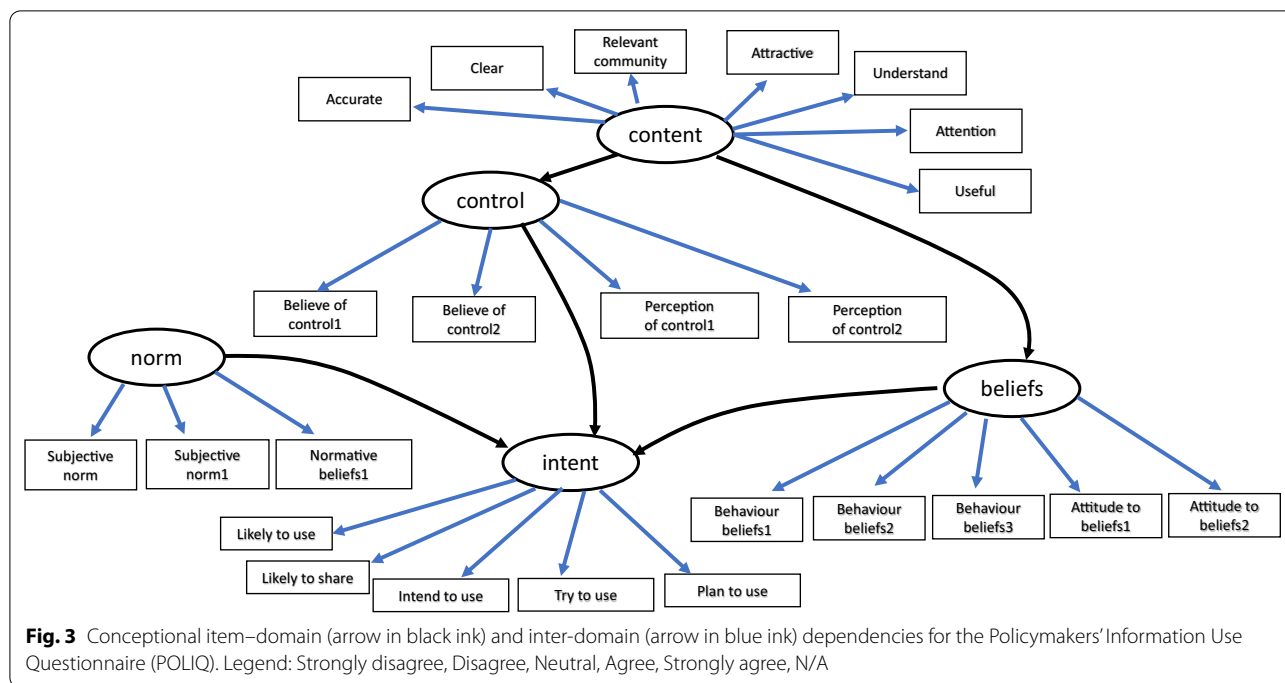 Relevant
community
Attractive
Clear
Understand
Accurate
content
Attention
Useful
control
Believe of
control1
Believe of
control2
Perception
of control1
Perception
of control2
norm
beliefs
Subjective
norm
Subjective
norm1
Normative
beliefs1
intent
Behaviour
beliefs1
Behaviour
beliefs2
Behaviour
beliefs3
Attitude to
beliefs1
Attitude to
beliefs2
Likely to use
Likely to share
Intend to use
Try to use
Plan to use
Fig. 3 Conceptual item–domain (arrow in black ink) and inter-domain (arrow in blue ink) dependencies for the Policymakers’ Information Use
Questionnaire (POLIQ). Legend: Strongly disagree, Disagree, Neutral, Agree, Strongly agree, N/A